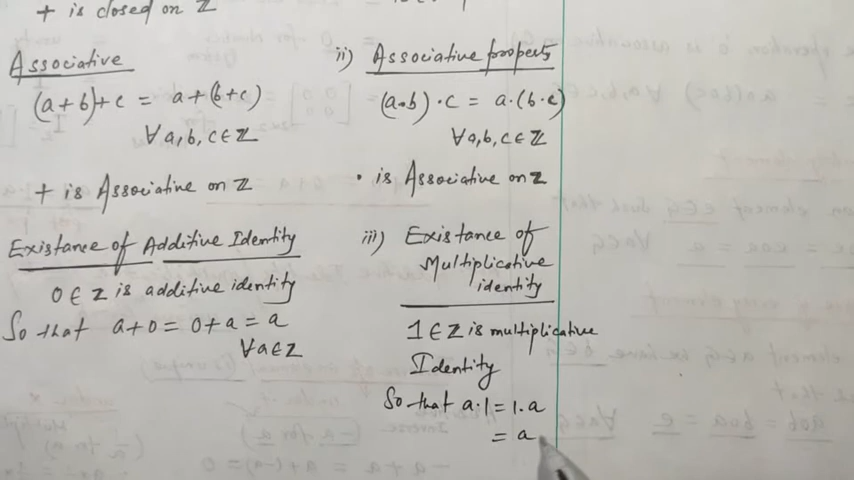 + is closed on ℤ
Associative
(a+b)+c = a+(b+c)
∀a,b,c∈ℤ
+ is Associative on ℤ
Existance of Additive Identity
0∈ℤ is additive identity
So that a+0=0+a=a
∀a∈ℤ
ii) Associative property
(a·b)·c = a·(b·c)
∀a,b,c∈ℤ
· is Associative on ℤ
iii) Existance of
Multiplicative
identity
1∈ℤ is multiplicative
Identity
So that a·1=1·a
= a